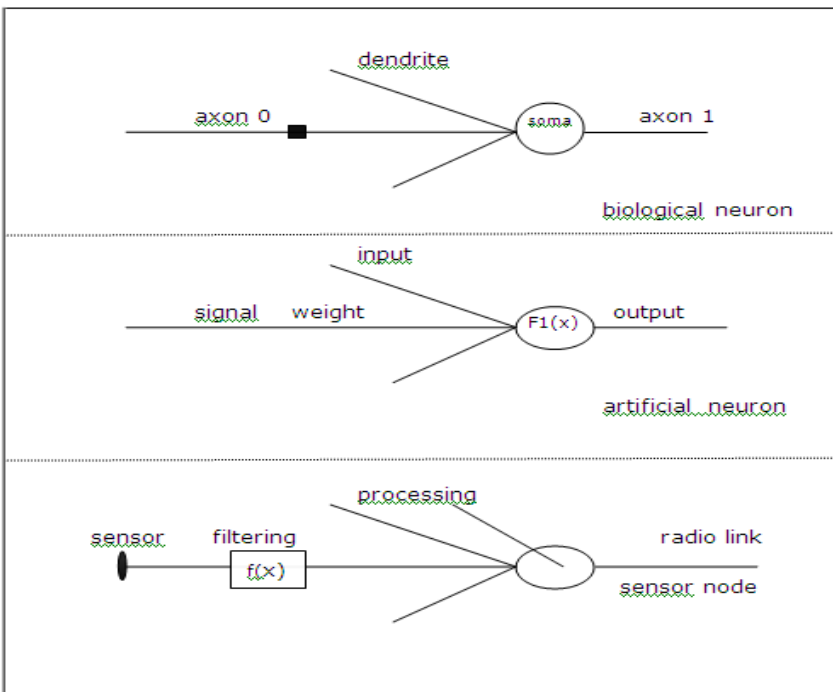 dendrite
axon 0
soma
axon 1
biological neuron
input
signal weight
F1(x)
output
artificial neuron
processing
sensor filtering
radio link
f(x)
sensor node